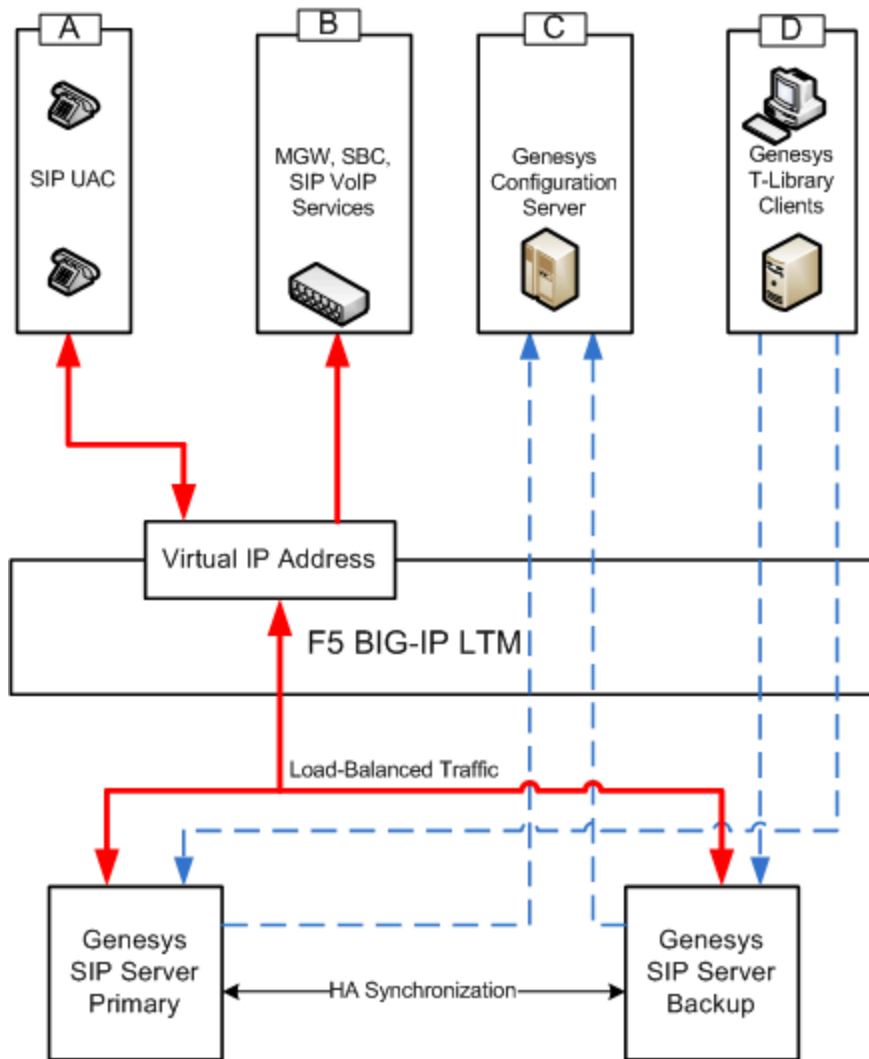 A
B
C
D
SIP UAC
MGW, SBC,
SIP VoIP
Services
Genesys
Configuration
Server
Genesys
T-Library
Clients
Virtual IP Address
F5 BIG-IP LTM
Load-Balanced Traffic
Genesys
SIP Server
Primary
HA Synchronization
Genesys
SIP Server
Backup